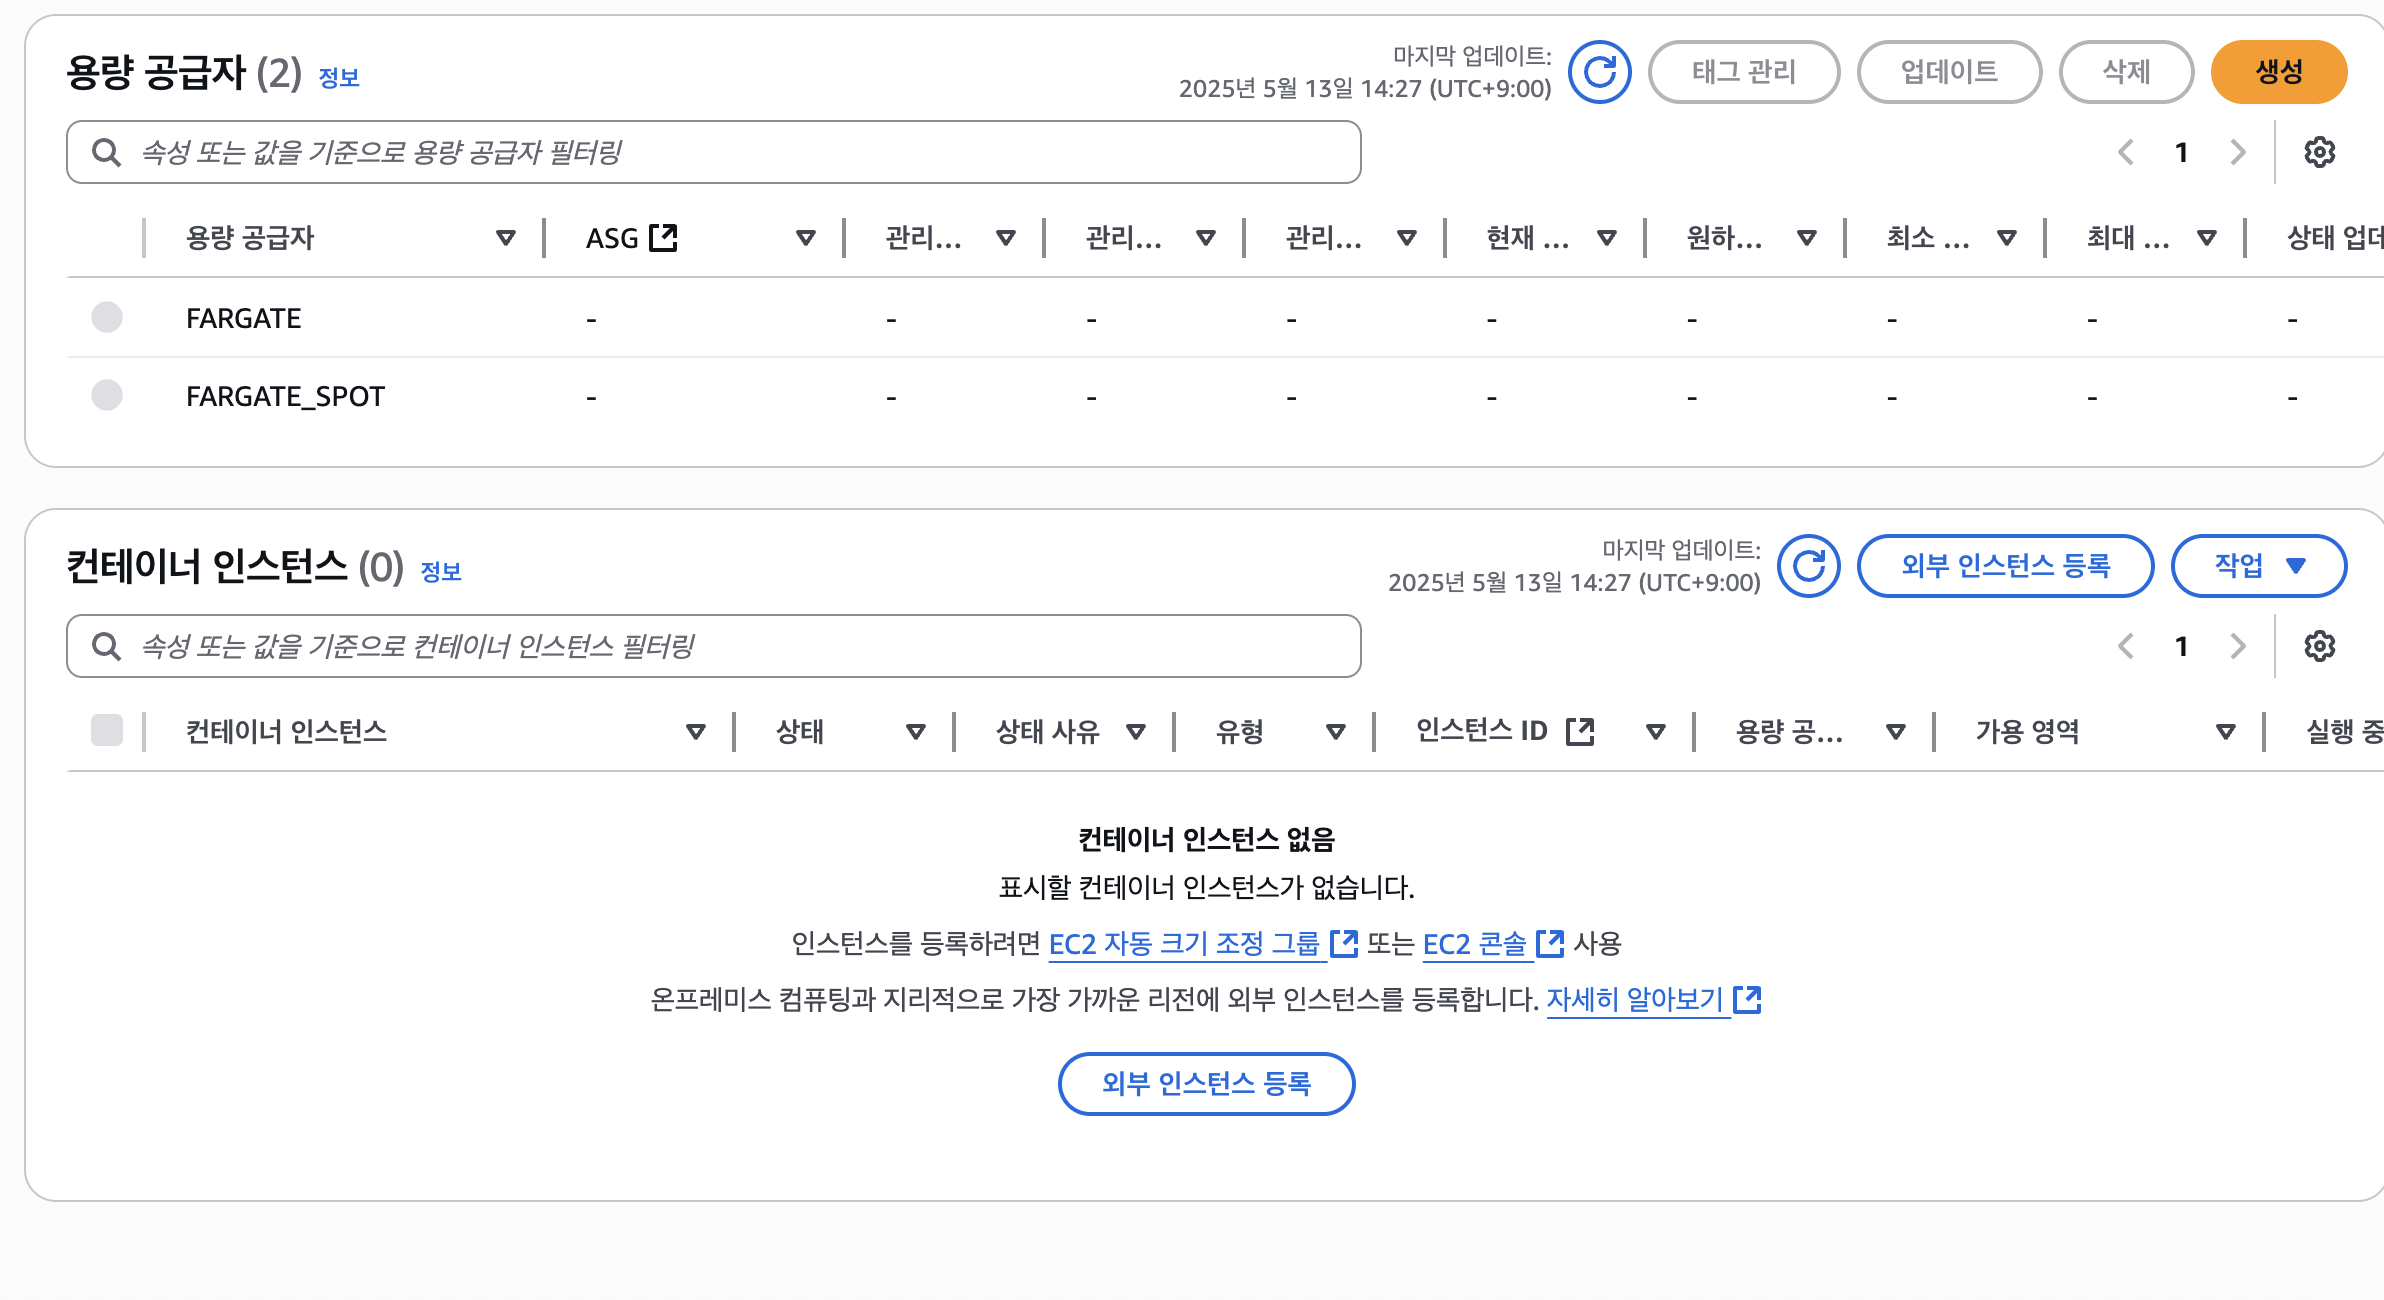 용량 공급자 (2) 정보
마지막 업데이트:
2025년 5월 13일 14:27 (UTC+9:00)
태그 관리
업데이트
삭제
생성
속성 또는 값을 기준으로 용량 공급자 필터링
1
용량 공급자 ASG 관리... 관리... 관리... 현재 ... 원하... 최소 ... 최대 ... 상태 업데
FARGATE - - - - - - - - -
FARGATE_SPOT - - - - - - - - -
컨테이너 인스턴스 (0) 정보
마지막 업데이트:
2025년 5월 13일 14:27 (UTC+9:00)
외부 인스턴스 등록
작업
속성 또는 값을 기준으로 컨테이너 인스턴스 필터링
1
컨테이너 인스턴스 상태 상태 사유 유형 인스턴스 ID 용량 공... 가용 영역 실행 중
컨테이너 인스턴스 없음
표시할 컨테이너 인스턴스가 없습니다.
인스턴스를 등록하려면 EC2 자동 크기 조정 그룹 또는 EC2 콘솔 사용
온프레미스 컴퓨팅과 지리적으로 가장 가까운 리전에 외부 인스턴스를 등록합니다. 자세히 알아보기
외부 인스턴스 등록